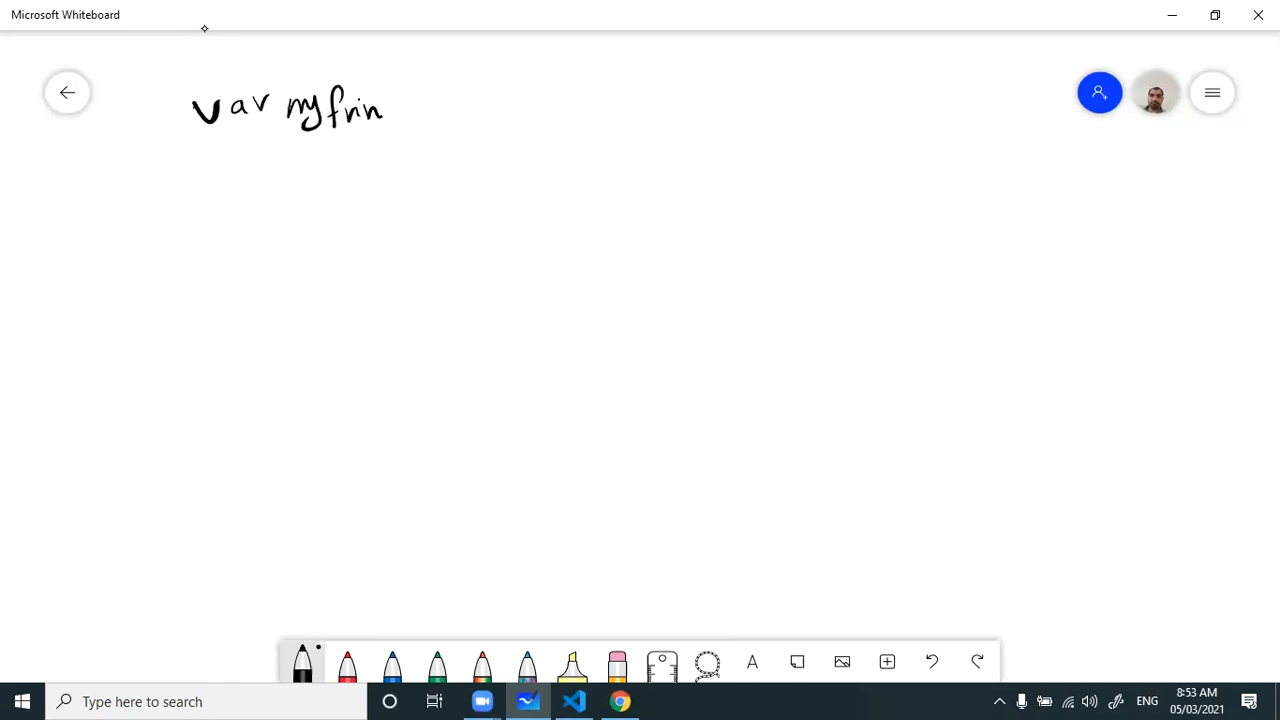 Microsoft Whiteboard
var myfrin
A
Type here to search
ENG
8:53 AM
05/03/2021